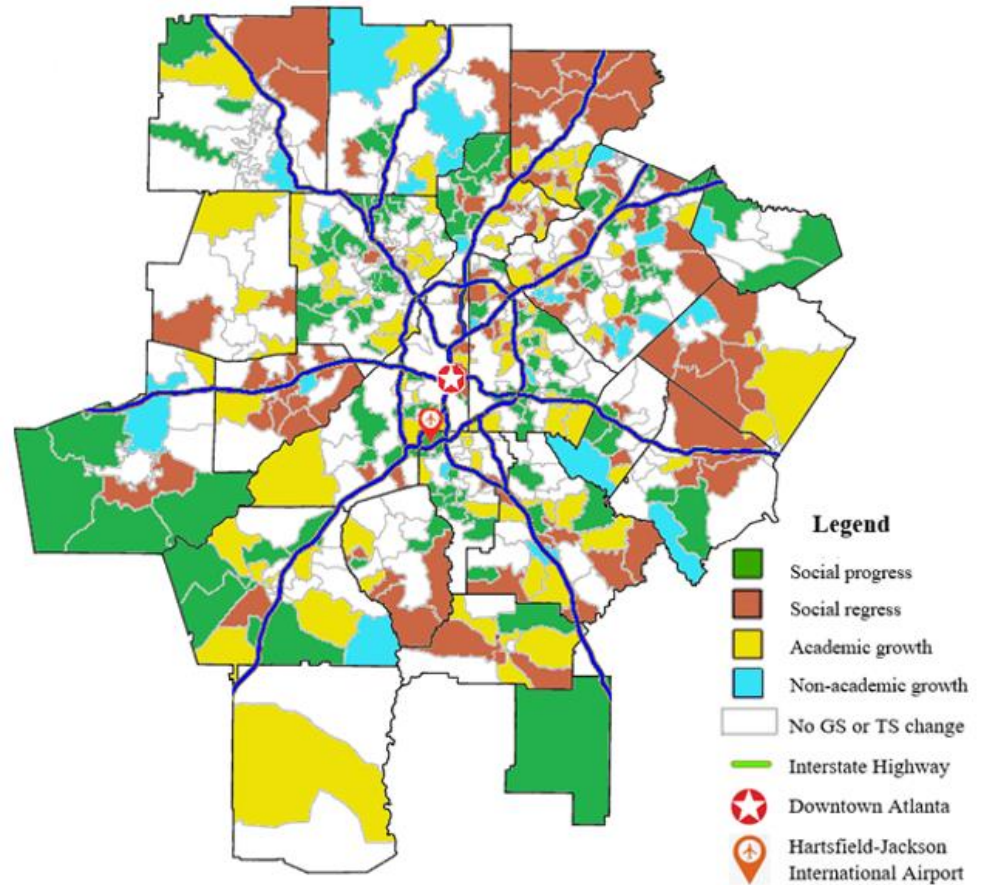 Legend
Social progress
Social regress
Academic growth
Non-academic growth
No GS or TS change
Interstate Highway
Downtown Atlanta
Hartsfield-Jackson
International Airport